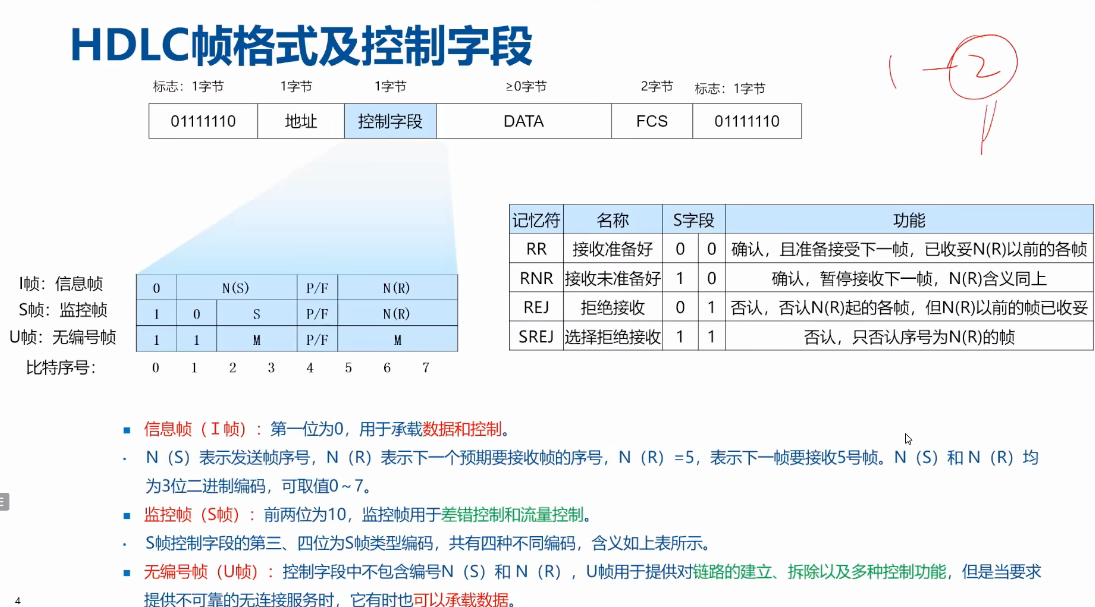 HDLC帧格式及控制字段
标志：1字节 1字节 1字节 ≥0字节 2字节 标志：1字节
01111110 地址 控制字段 DATA FCS 01111110
1 - 2
记忆符 名称 S字段 功能
RR 接收准备好 0 0 确认，且准备接受下一帧，已收妥N(R)以前的各帧
RNR 接收未准备好 1 0 确认，暂停接收下一帧，N(R)含义同上
REJ 拒绝接收 0 1 否认，否认N(R)起的各帧，但N(R)以前的帧已收妥
SREJ 选择拒绝接收 1 1 否认，只否认序号为N(R)的帧
I帧：信息帧 0 N(S) P/F N(R)
S帧：监控帧 1 0 S P/F N(R)
U帧：无编号帧 1 1 M P/F M
比特序号： 0 1 2 3 4 5 6 7
■ 信息帧（I帧）：第一位为0，用于承载数据和控制。
· N（S）表示发送帧序号，N（R）表示下一个预期要接收帧的序号，N（R）=5，表示下一帧要接收5号帧。N（S）和 N（R）均
为3位二进制编码，可取值0～7。
■ 监控帧（S帧）：前两位为10，监控帧用于差错控制和流量控制。
· S帧控制字段的第三、四位为S帧类型编码，共有四种不同编码，含义如上表所示。
■ 无编号帧（U帧）：控制字段中不包含编号N（S）和 N（R），U帧用于提供对链路的建立、拆除以及多种控制功能，但是当要求
提供不可靠的无连接服务时，它有时也可以承载数据。
4